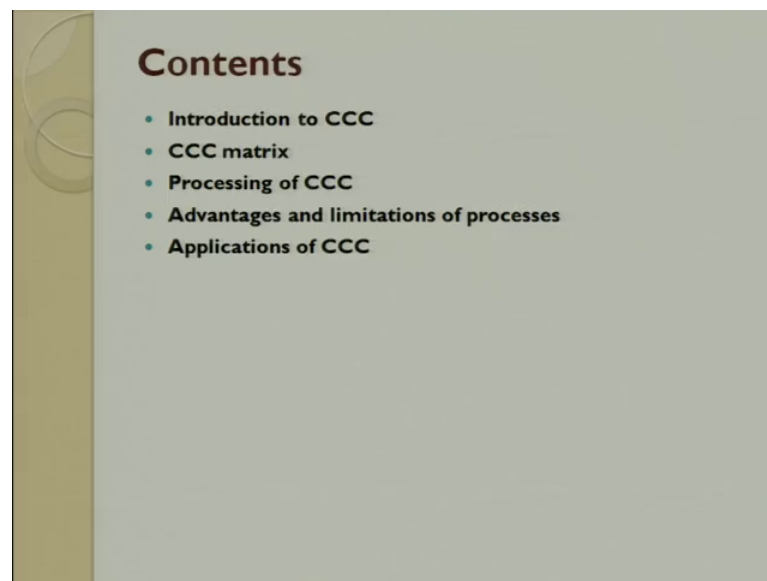 Contents
• Introduction to CCC
• CCC matrix
• Processing of CCC
• Advantages and limitations of processes
• Applications of CCC